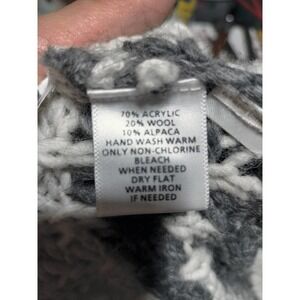 70% ACRYLIC
20% WOOL
10% ALPACA
HAND WASH WARM
ONLY NON-CHLORINE
BLEACH
WHEN NEEDED
DRY FLAT
WARM IRON
IF NEEDED